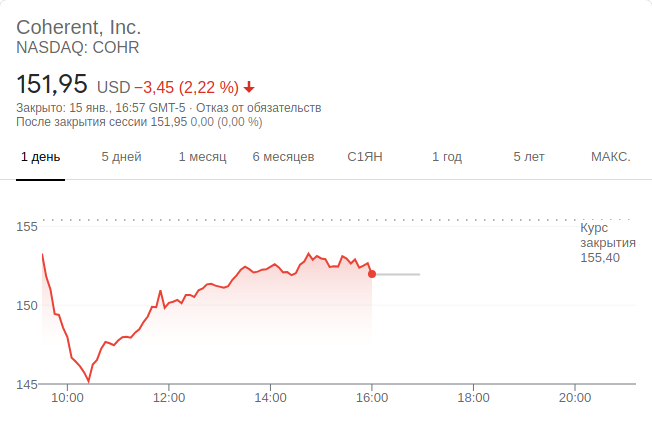 Coherent, Inc.
NASDAQ: COHR
151,95 USD −3,45 (2,22 %)
Закрыто: 15 янв., 16:57 GMT-5 · Отказ от обязательств
После закрытия сессии 151,95 0,00 (0,00 %)
1 день 5 дней 1 месяц 6 месяцев С1ЯН 1 год 5 лет МАКС.
155
Курс
закрытия
155,40
150
145
10:00 12:00 14:00 16:00 18:00 20:00